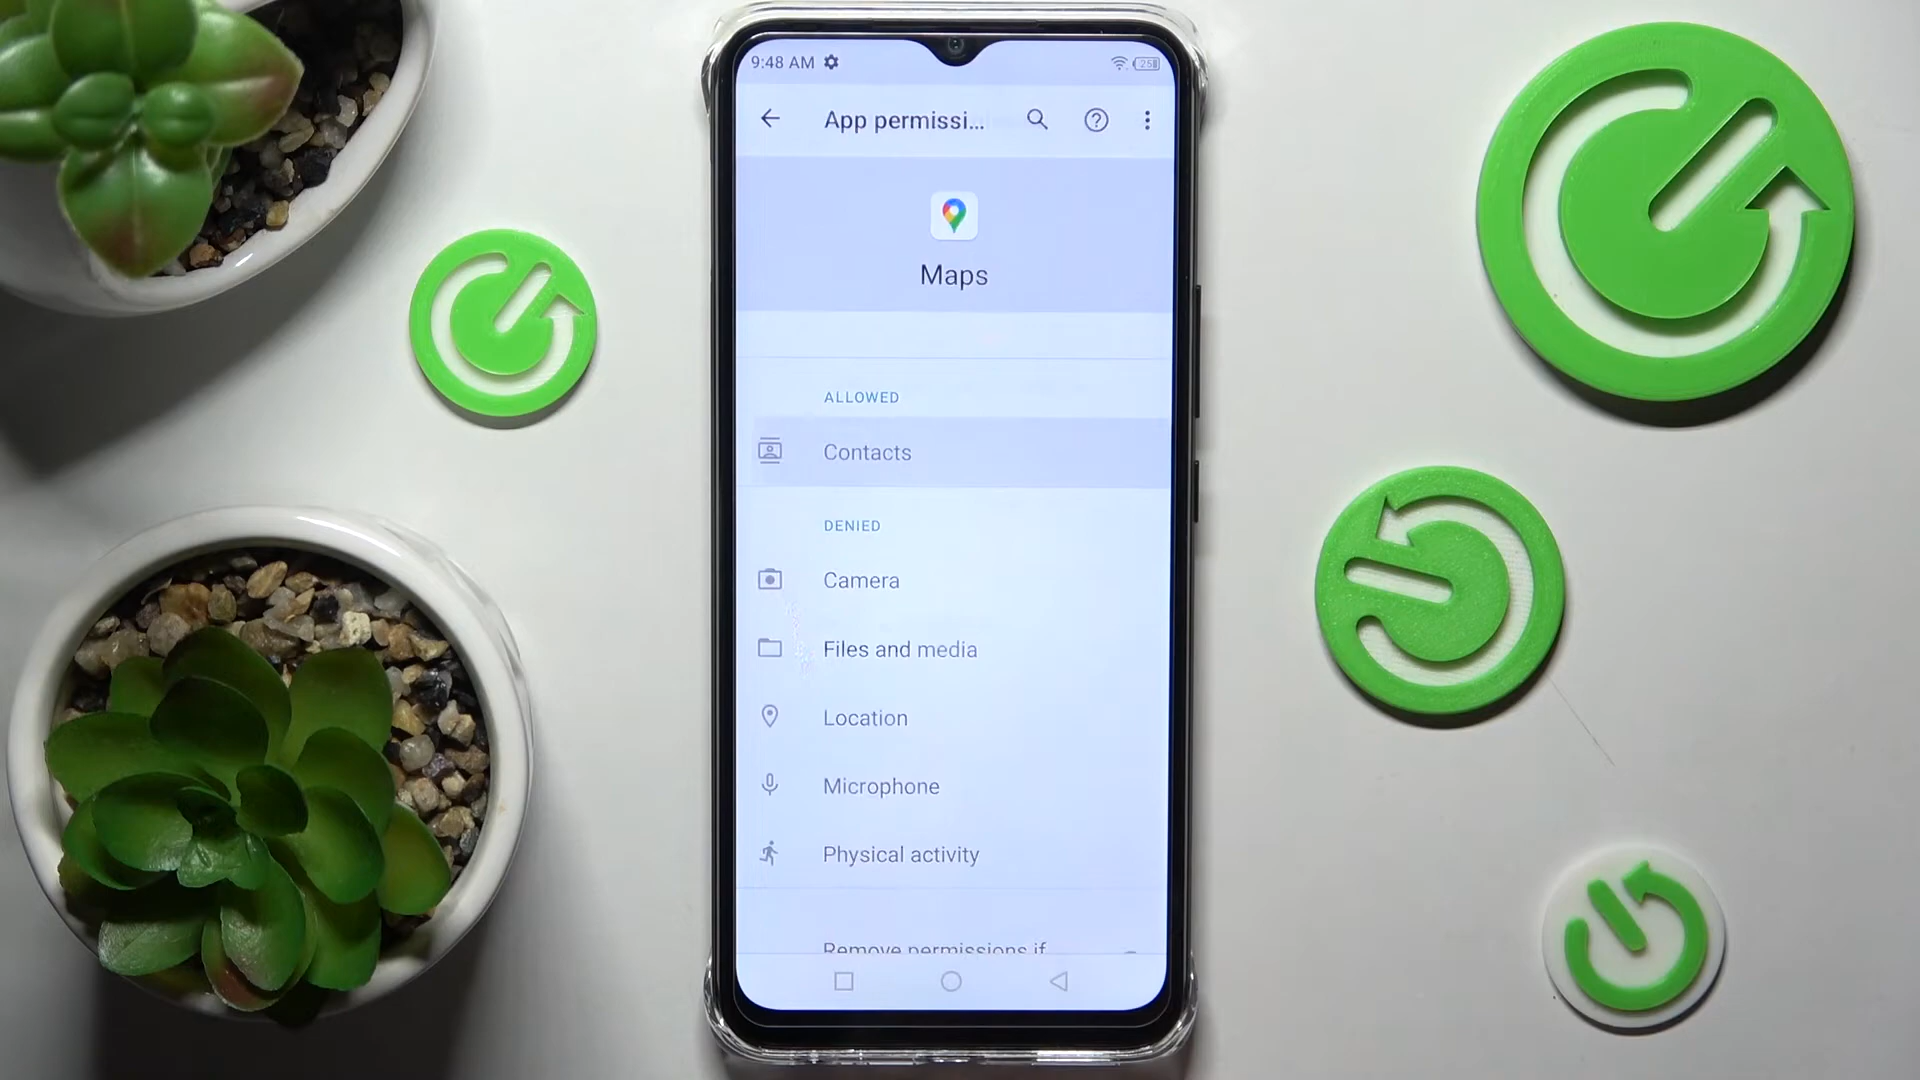 9:48 AM
25
App permissi...
Maps
ALLOWED
Contacts
DENIED
Camera
Files and media
Location
Microphone
Physical activity
Remove permissions if